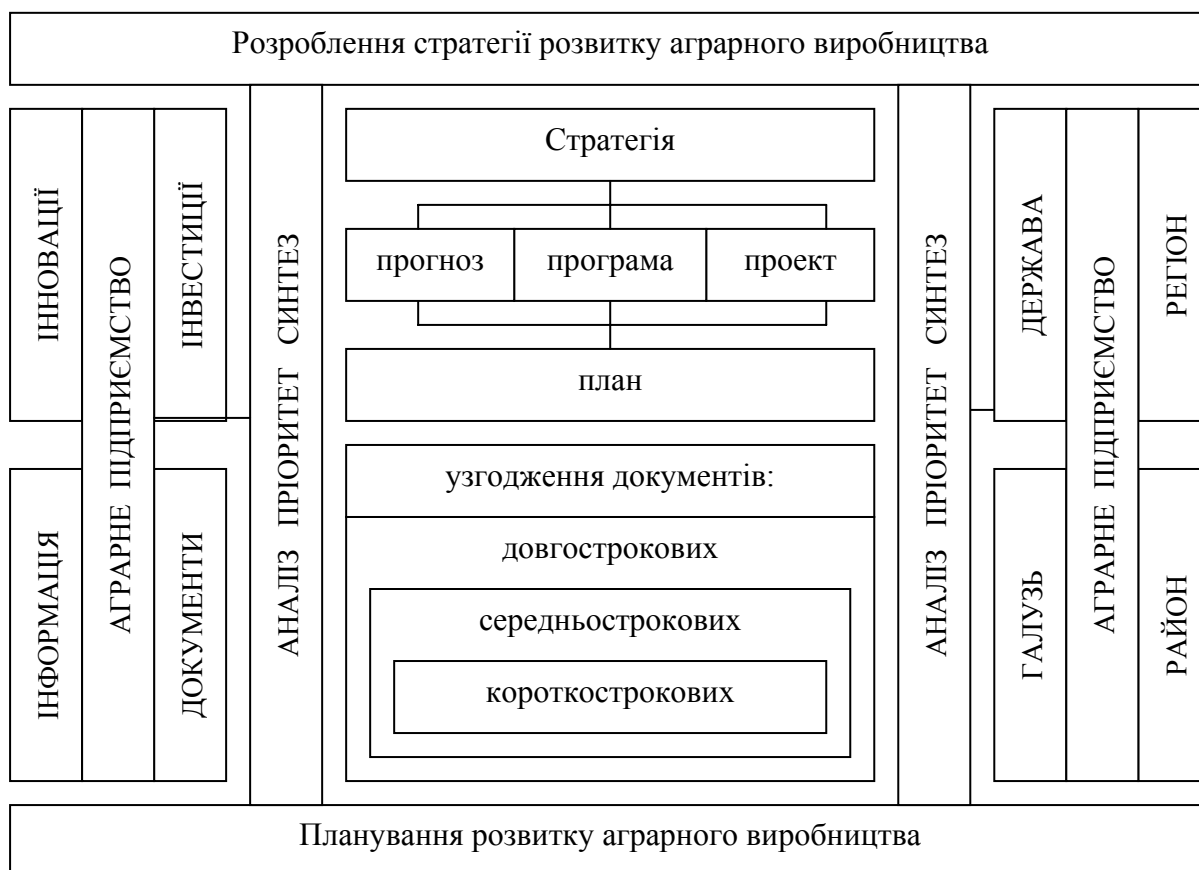 Розроблення стратегії розвитку аграрного виробництва
ІННОВАЦІЇ
АГРАРНЕ ПІДПРИЄМСТВО
ІНВЕСТИЦІЇ
ІНФОРМАЦІЯ
ДОКУМЕНТИ
АНАЛІЗ ПРІОРИТЕТ СИНТЕЗ
Стратегія
прогноз
програма
проект
план
узгодження документів:
довгострокових
середньострокових
короткострокових
АНАЛІЗ ПРІОРИТЕТ СИНТЕЗ
ДЕРЖАВА
АГРАРНЕ ПІДПРИЄМСТВО
РЕГІОН
ГАЛУЗЬ
РАЙОН
Планування розвитку аграрного виробництва